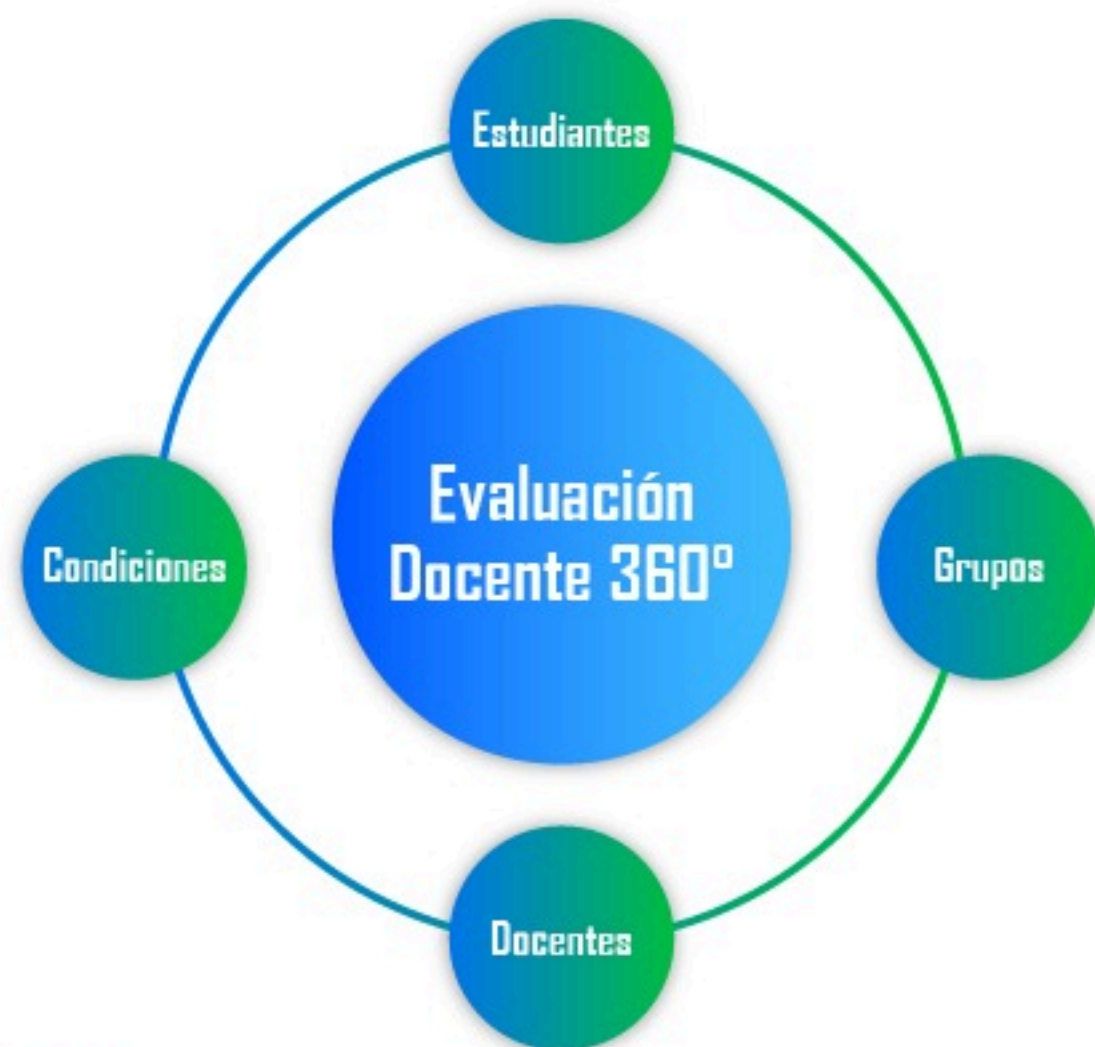 Estudiantes
Evaluación
Docente 360°
Condiciones
Grupos
Docentes